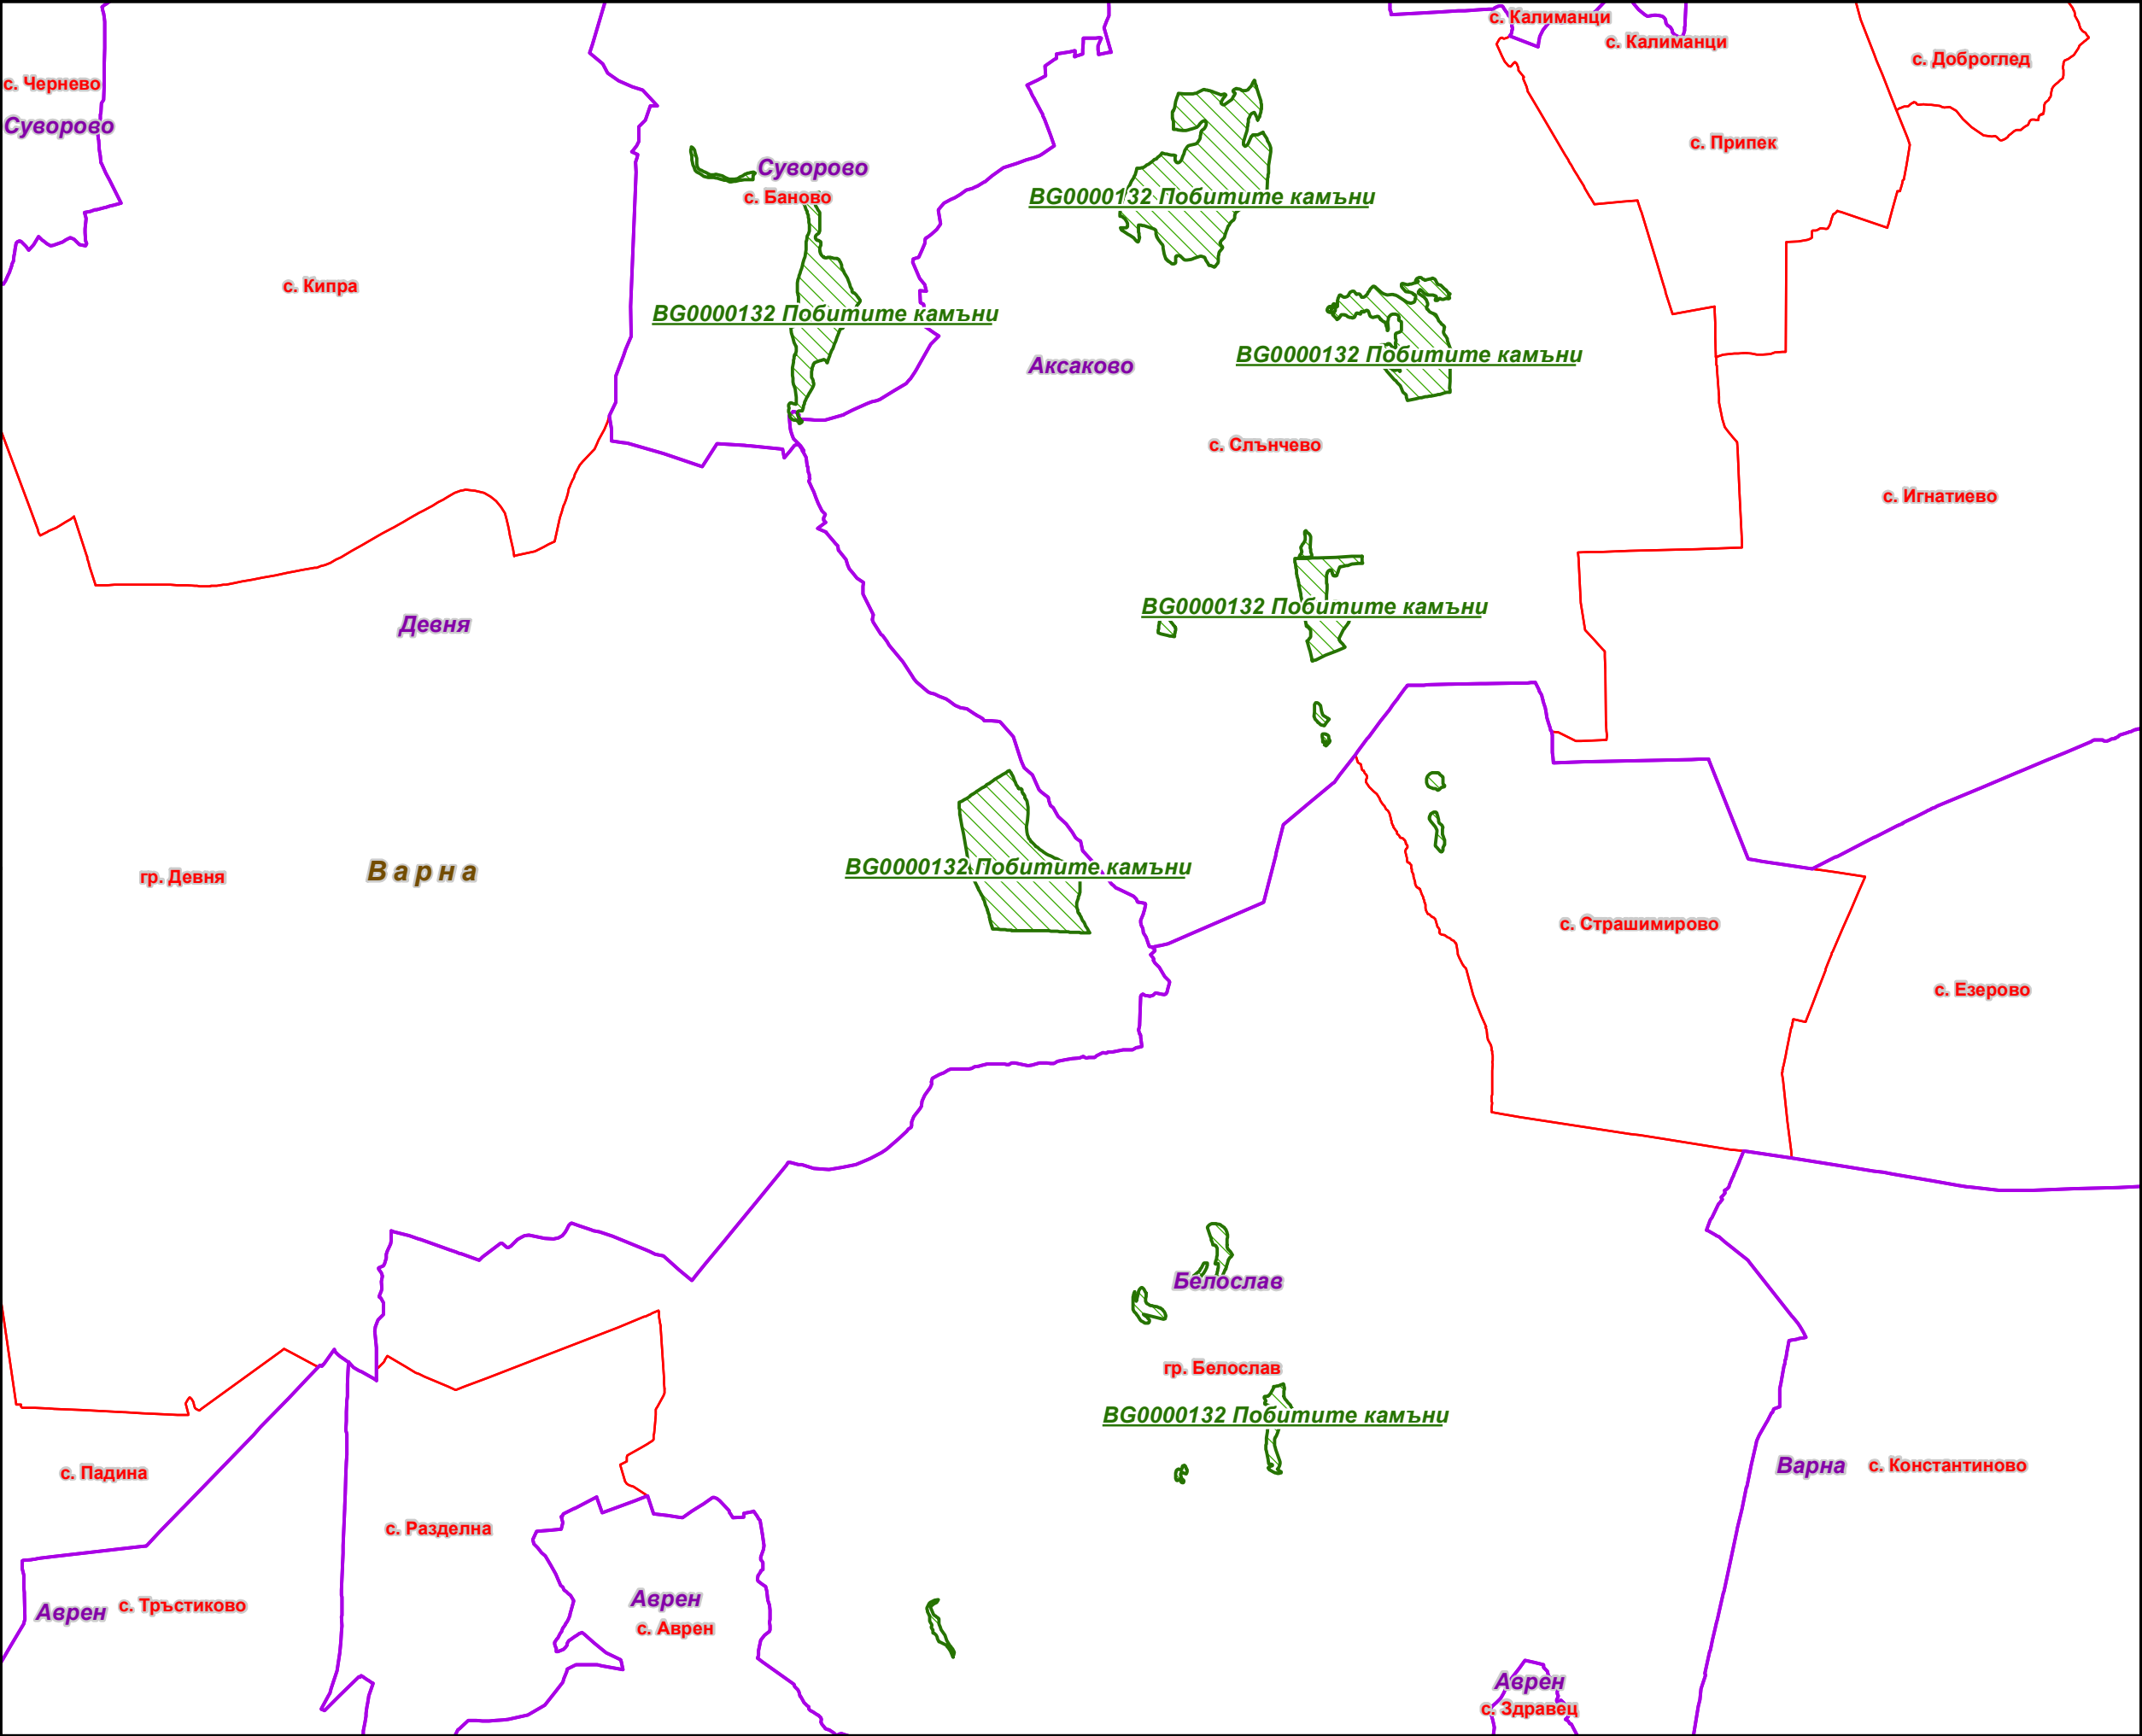 с. Калиманци
с. Калиманци
с. Доброглед
с. Чернево
Суворово
с. Припек
Суворово
с. Баново
BG0000132 Побитите камъни
с. Кипра
BG0000132 Побитите камъни
BG0000132 Побитите камъни
Аксаково
с. Слънчево
с. Игнатиево
BG0000132 Побитите камъни
Девня
BG0000132 Побитите камъни
Варна
гр. Девня
с. Страшимирово
с. Езерово
Белослав
гр. Белослав
BG0000132 Побитите камъни
Варна
с. Константиново
с. Падина
с. Разделна
Аврен
с. Тръстиково
Аврен
с. Аврен
Аврен
с. Здравец